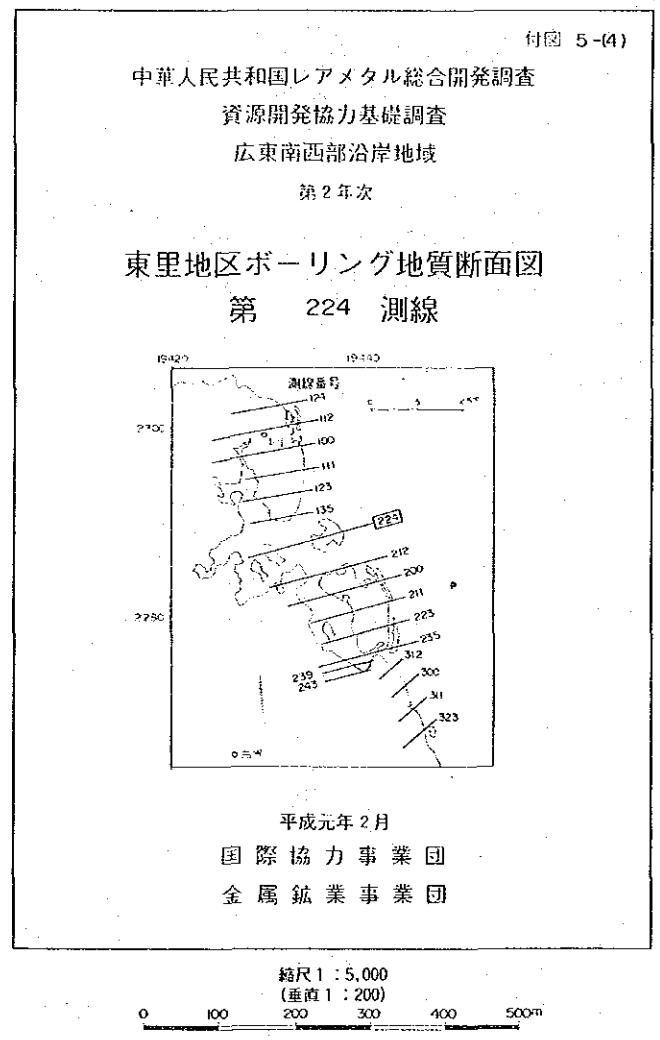 付図 5-(4)
中華人民共和国レアメタル総合開発調査
資源開発協力基礎調査
広東南西部沿岸地域
第2年次
東里地区ボーリング地質断面図
第 224 測線
19420 19440
測線番号
124
112
2700
100
111
123
135
224
212
200
211
2280
223
235
312
239
300
243
311
323
平成元年2月
国際協力事業団
金属鉱業事業団
縮尺1:5,000
(垂直1:200)
0 100 200 300 400 500m